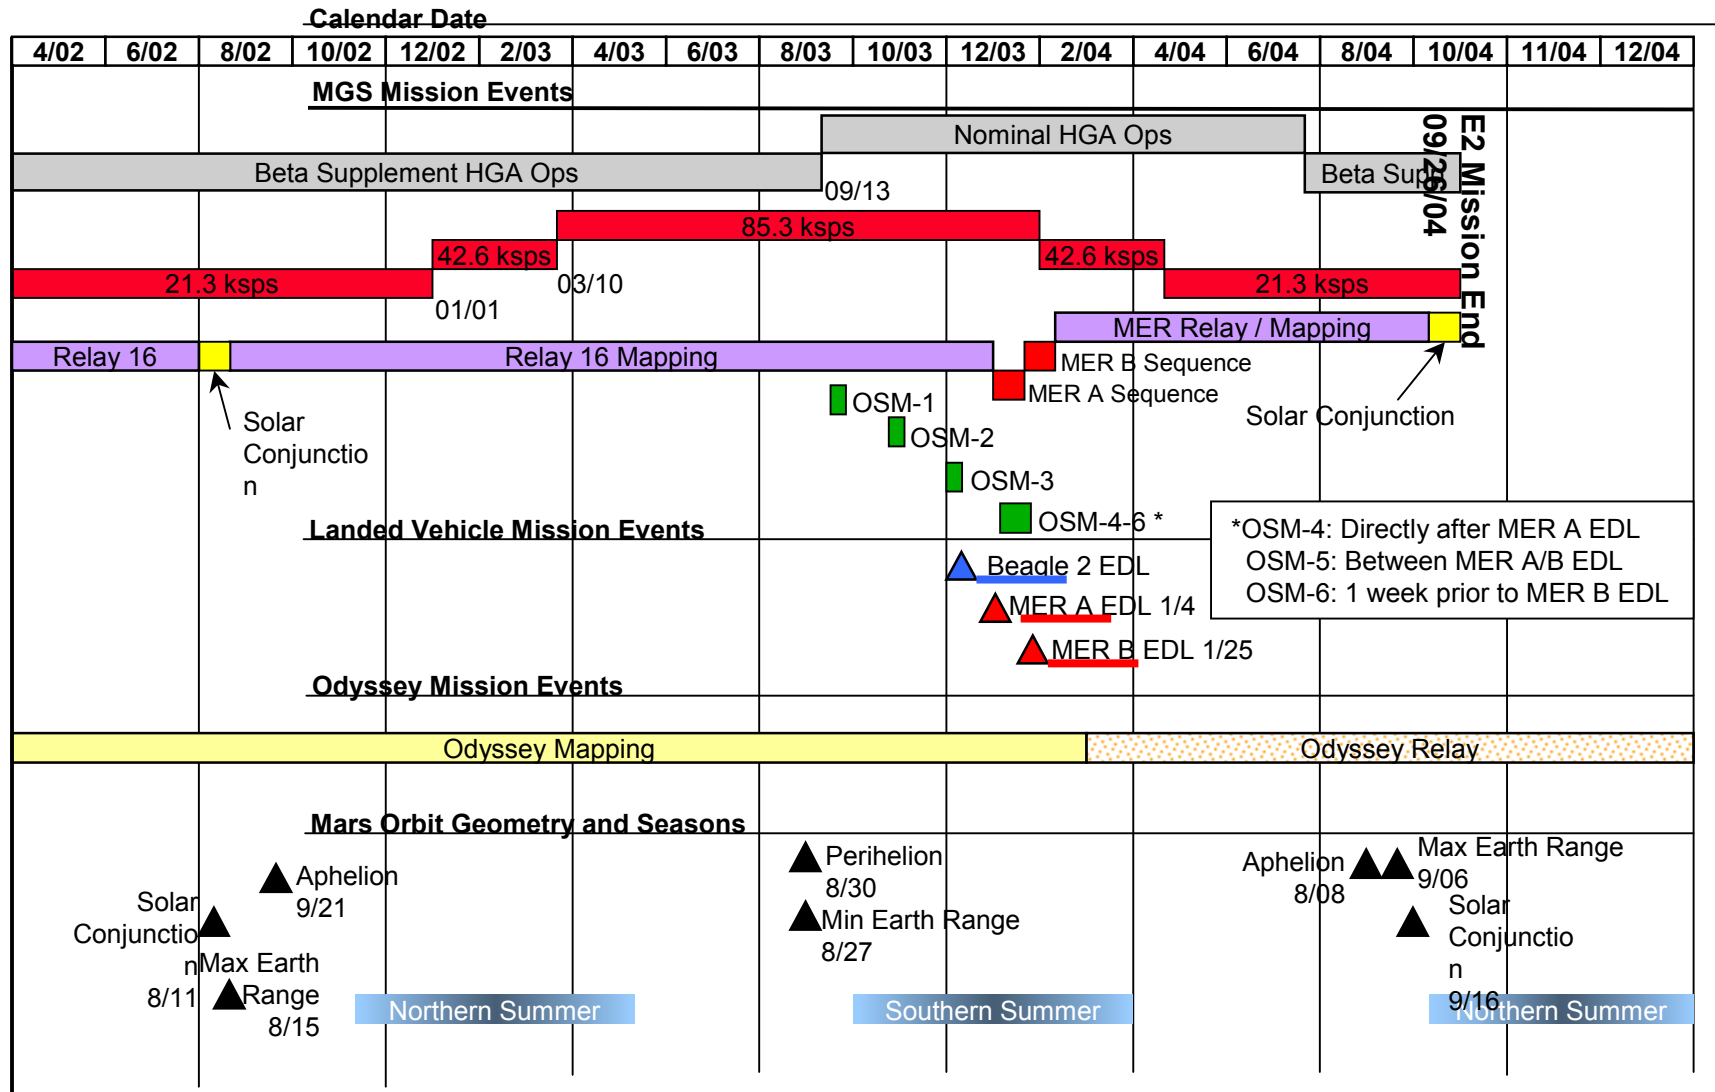 Calendar Date
4/02 6/02 8/02 10/02 12/02 2/03 4/03 6/03 8/03 10/03 12/03 2/04 4/04 6/04 8/04 10/04 11/04 12/04
MGS Mission Events
Nominal HGA Ops
Beta Supplement HGA Ops
Beta Supp
09/13
E2 Mission End
09/26/04
85.3 ksps
42.6 ksps
42.6 ksps
21.3 ksps
21.3 ksps
03/10
01/01
MER Relay / Mapping
Relay 16
Relay 16 Mapping
MER B Sequence
MER A Sequence
Solar
Conjunctio
n
Solar Conjunction
OSM-1
OSM-2
OSM-3
OSM-4-6 *
*OSM-4: Directly after MER A EDL
OSM-5: Between MER A/B EDL
OSM-6: 1 week prior to MER B EDL
Landed Vehicle Mission Events
Beagle 2 EDL
MER A EDL 1/4
MER B EDL 1/25
Odyssey Mission Events
Odyssey Mapping
Odyssey Relay
Mars Orbit Geometry and Seasons
Aphelion
9/21
Solar
Conjunctio
n
8/11
Max Earth
Range
8/15
Perihelion
8/30
Min Earth Range
8/27
Aphelion
8/08
Max Earth Range
9/06
Solar
Conjunctio
n
9/16
Northern Summer
Southern Summer
Northern Summer